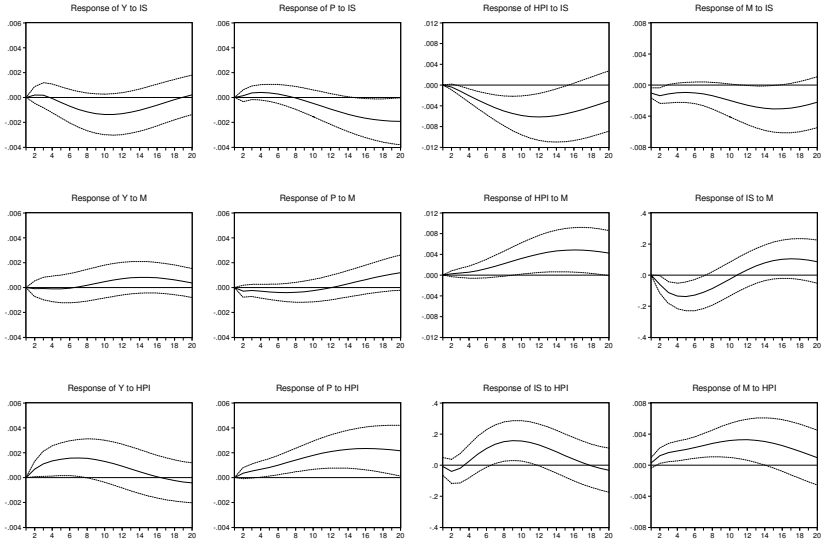 Response of Y to IS
.006
.004
.002
.000
-.002
-.004
2 4 6 8 10 12 14 16 18 20
Response of P to IS
.006
.004
.002
.000
-.002
-.004
2 4 6 8 10 12 14 16 18 20
Response of HPI to IS
.012
.008
.004
.000
-.004
-.008
-.012
2 4 6 8 10 12 14 16 18 20
Response of M to IS
.008
.004
.000
-.004
-.008
2 4 6 8 10 12 14 16 18 20
Response of Y to M
.006
.004
.002
.000
-.002
-.004
2 4 6 8 10 12 14 16 18 20
Response of P to M
.006
.004
.002
.000
-.002
-.004
2 4 6 8 10 12 14 16 18 20
Response of HPI to M
.012
.008
.004
.000
-.004
-.008
-.012
2 4 6 8 10 12 14 16 18 20
Response of IS to M
.4
.2
.0
-.2
-.4
2 4 6 8 10 12 14 16 18 20
Response of Y to HPI
.006
.004
.002
.000
-.002
-.004
2 4 6 8 10 12 14 16 18 20
Response of P to HPI
.006
.004
.002
.000
-.002
-.004
2 4 6 8 10 12 14 16 18 20
Response of IS to HPI
.4
.2
.0
-.2
-.4
2 4 6 8 10 12 14 16 18 20
Response of M to HPI
.008
.004
.000
-.004
-.008
2 4 6 8 10 12 14 16 18 20